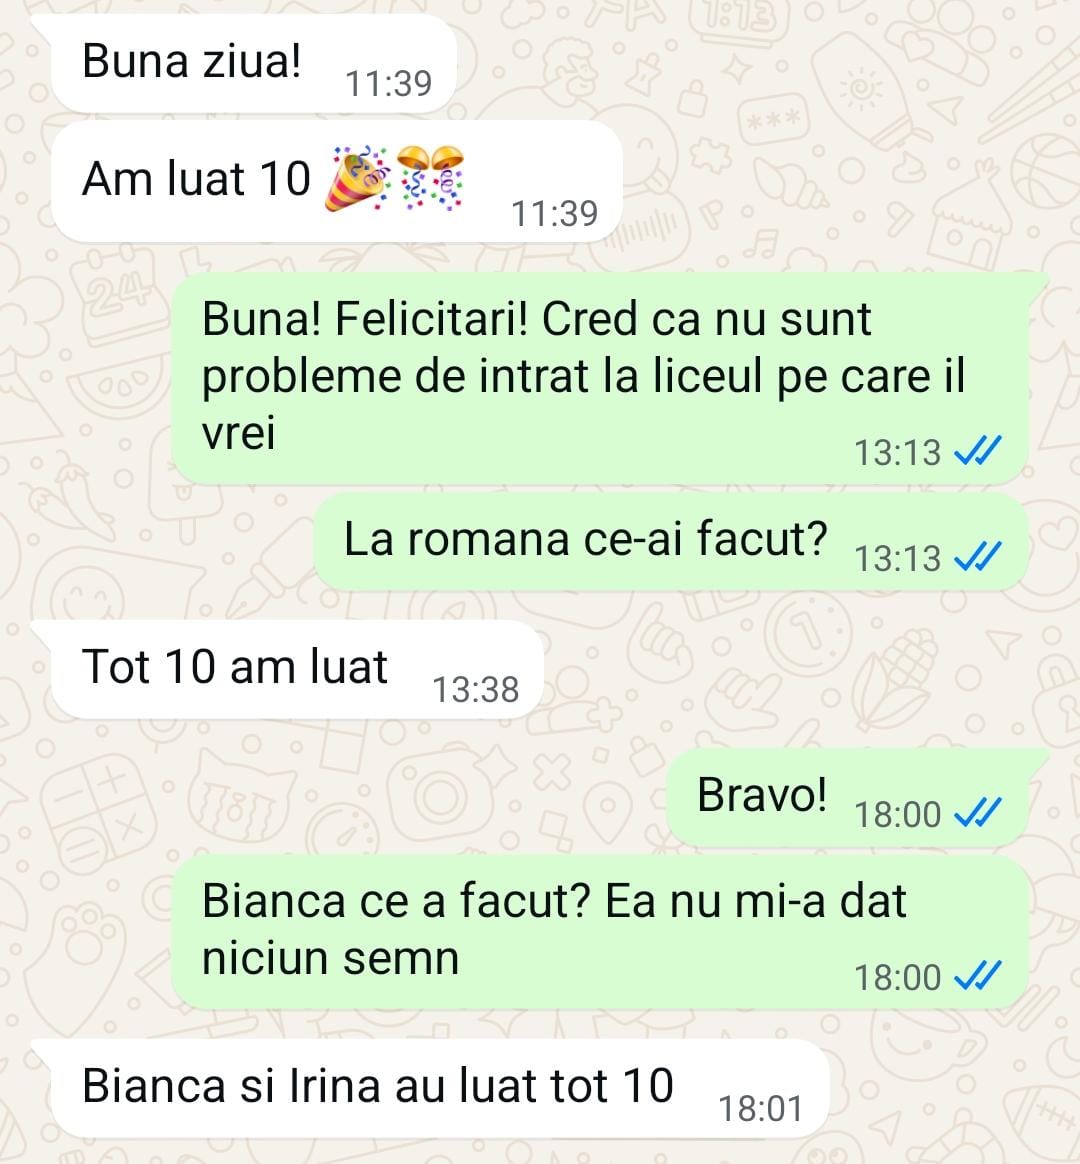 Buna ziua!
11:39
Am luat 10 🎉🎊
11:39
Buna! Felicitari! Cred ca nu sunt
probleme de intrat la liceul pe care il
vrei
13:13
La romana ce-ai facut?
13:13
Tot 10 am luat
13:38
Bravo!
18:00
Bianca ce a facut? Ea nu mi-a dat
niciun semn
18:00
Bianca si Irina au luat tot 10
18:01